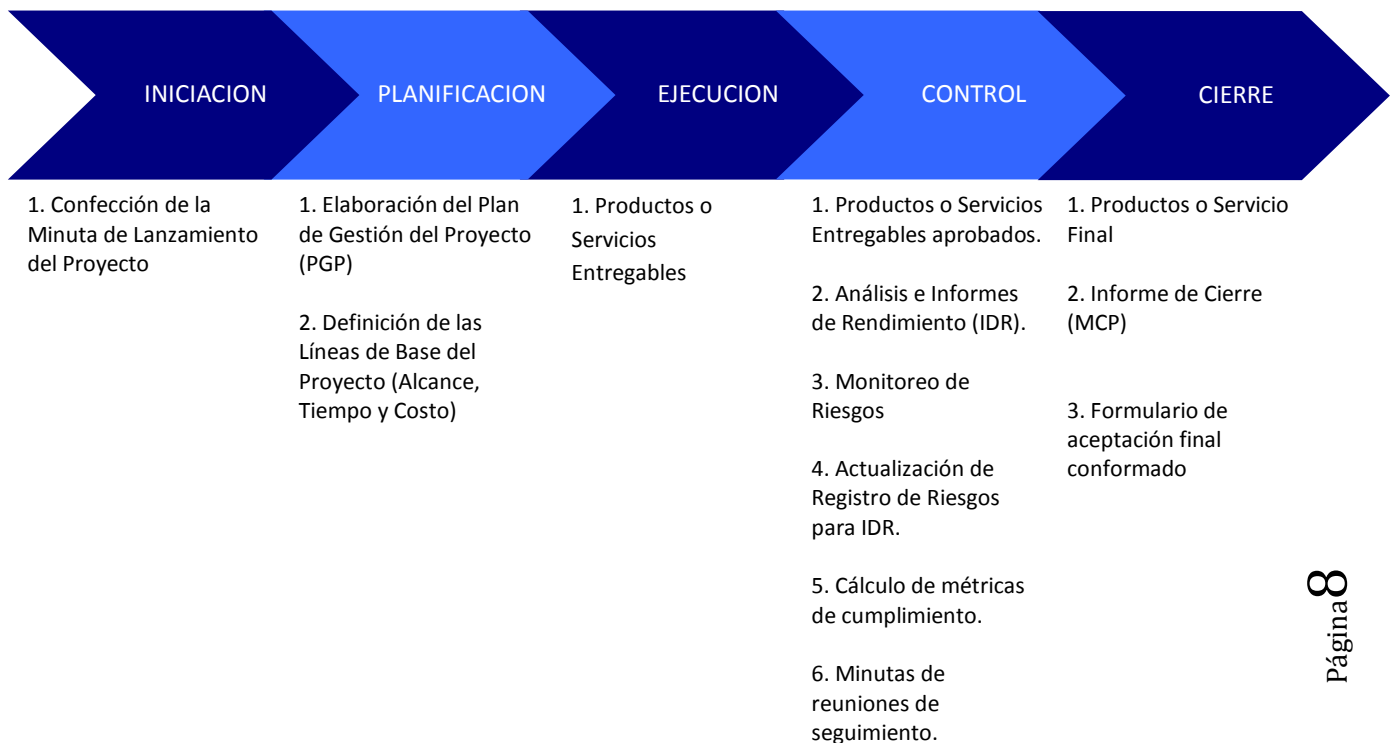 INICIACION
PLANIFICACION
EJECUCION
CONTROL
CIERRE
1. Confección de la
Minuta de Lanzamiento
del Proyecto
1. Elaboración del Plan
de Gestión del Proyecto
(PGP)
2. Definición de las
Líneas de Base del
Proyecto (Alcance,
Tiempo y Costo)
1. Productos o
Servicios
Entregables
1. Productos o Servicios
Entregables aprobados.
2. Análisis e Informes
de Rendimiento (IDR).
3. Monitoreo de
Riesgos
4. Actualización de
Registro de Riesgos
para IDR.
5. Cálculo de métricas
de cumplimiento.
6. Minutas de
reuniones de
seguimiento.
1. Productos o Servicio
Final
2. Informe de Cierre
(MCP)
3. Formulario de
aceptación final
conformado
Página8